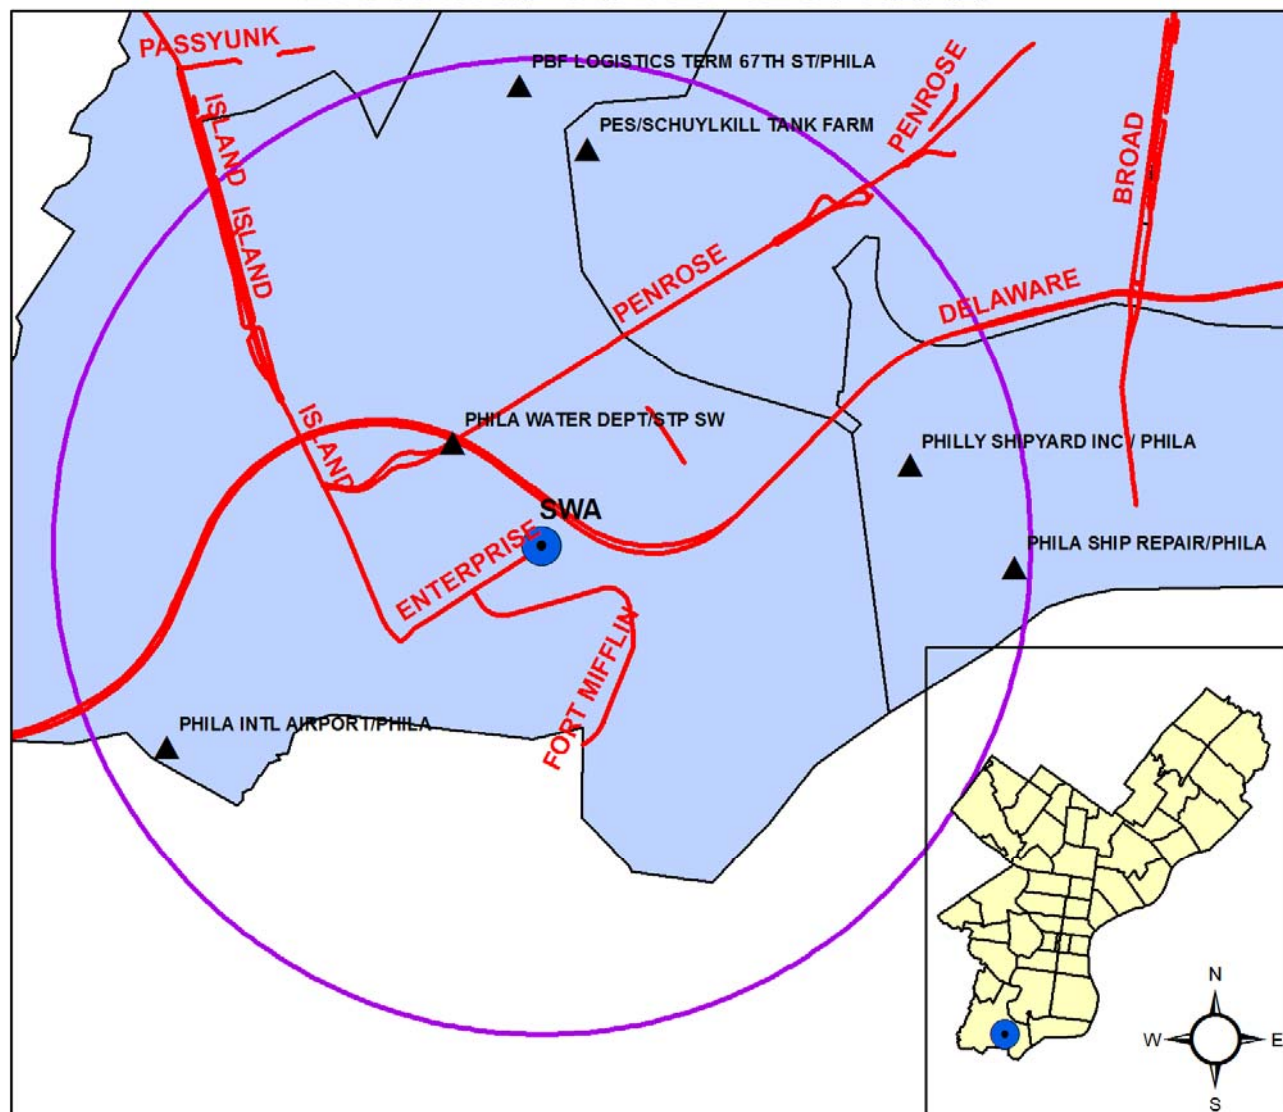 PASSYUNK
PBF LOGISTICS TERM 67TH ST/PHILA
PENROSE
ISLAND
PES/SCHUYLKILL TANK FARM
BROAD
ISLAND
PENROSE
DELAWARE
ISLAND
PHILA WATER DEPT/STP SW
PHILLY SHIPYARD INC / PHILA
SWA
ENTERPRISE
PHILA SHIP REPAIR/PHILA
FORT MIFFLIN
PHILA INTL AIRPORT/PHILA
N
W
E
S